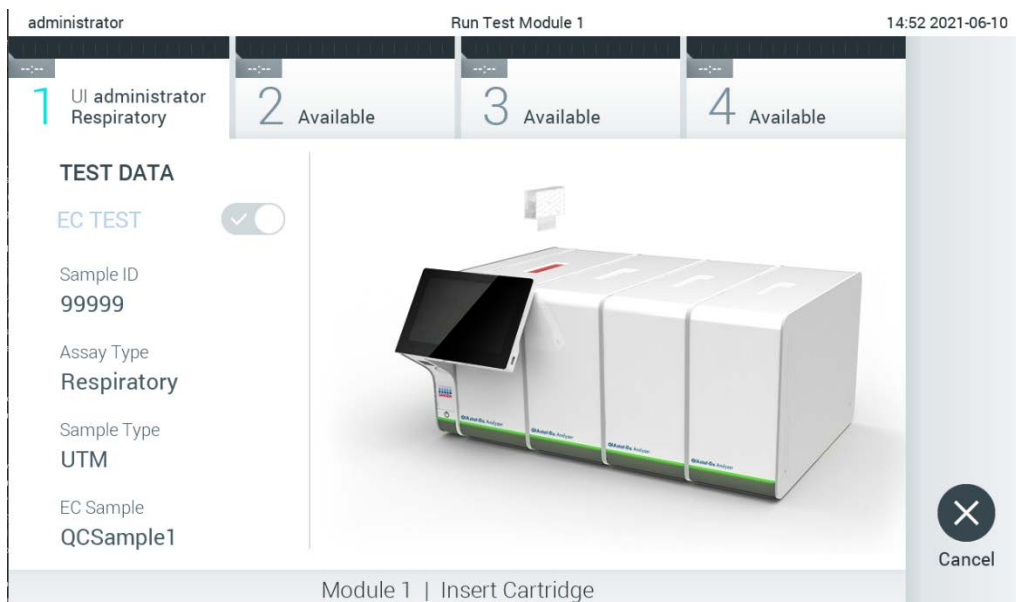 administrator
Run Test Module 1
14:52 2021-06-10
--:--
--:--
--:--
--:--
1
UI administrator
Respiratory
2
Available
3
Available
4
Available
TEST DATA
EC TEST
Sample ID
99999
Assay Type
Respiratory
Sample Type
UTM
EC Sample
QCSample1
Cancel
Module 1 | Insert Cartridge